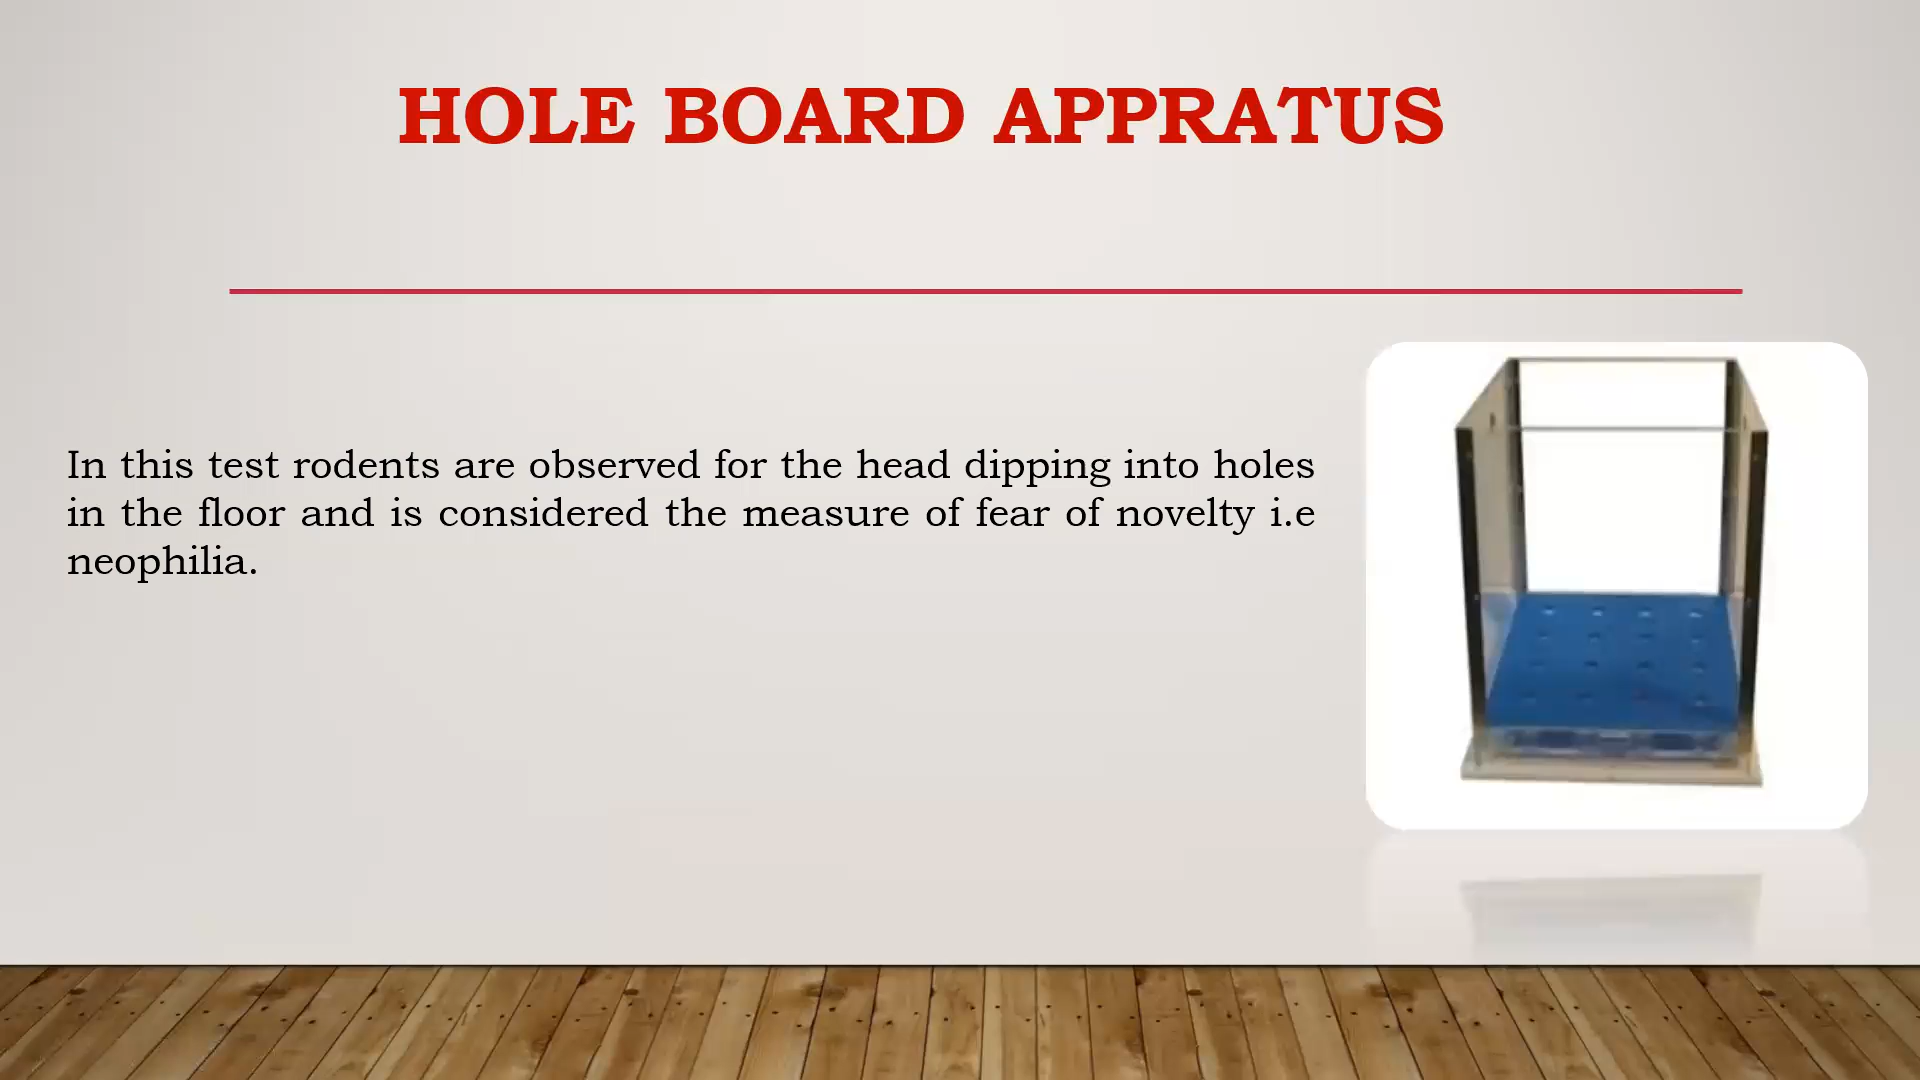 HOLE BOARD APPRATUS
In this test rodents are observed for the head dipping into holes
in the floor and is considered the measure of fear of novelty i.e
neophilia.